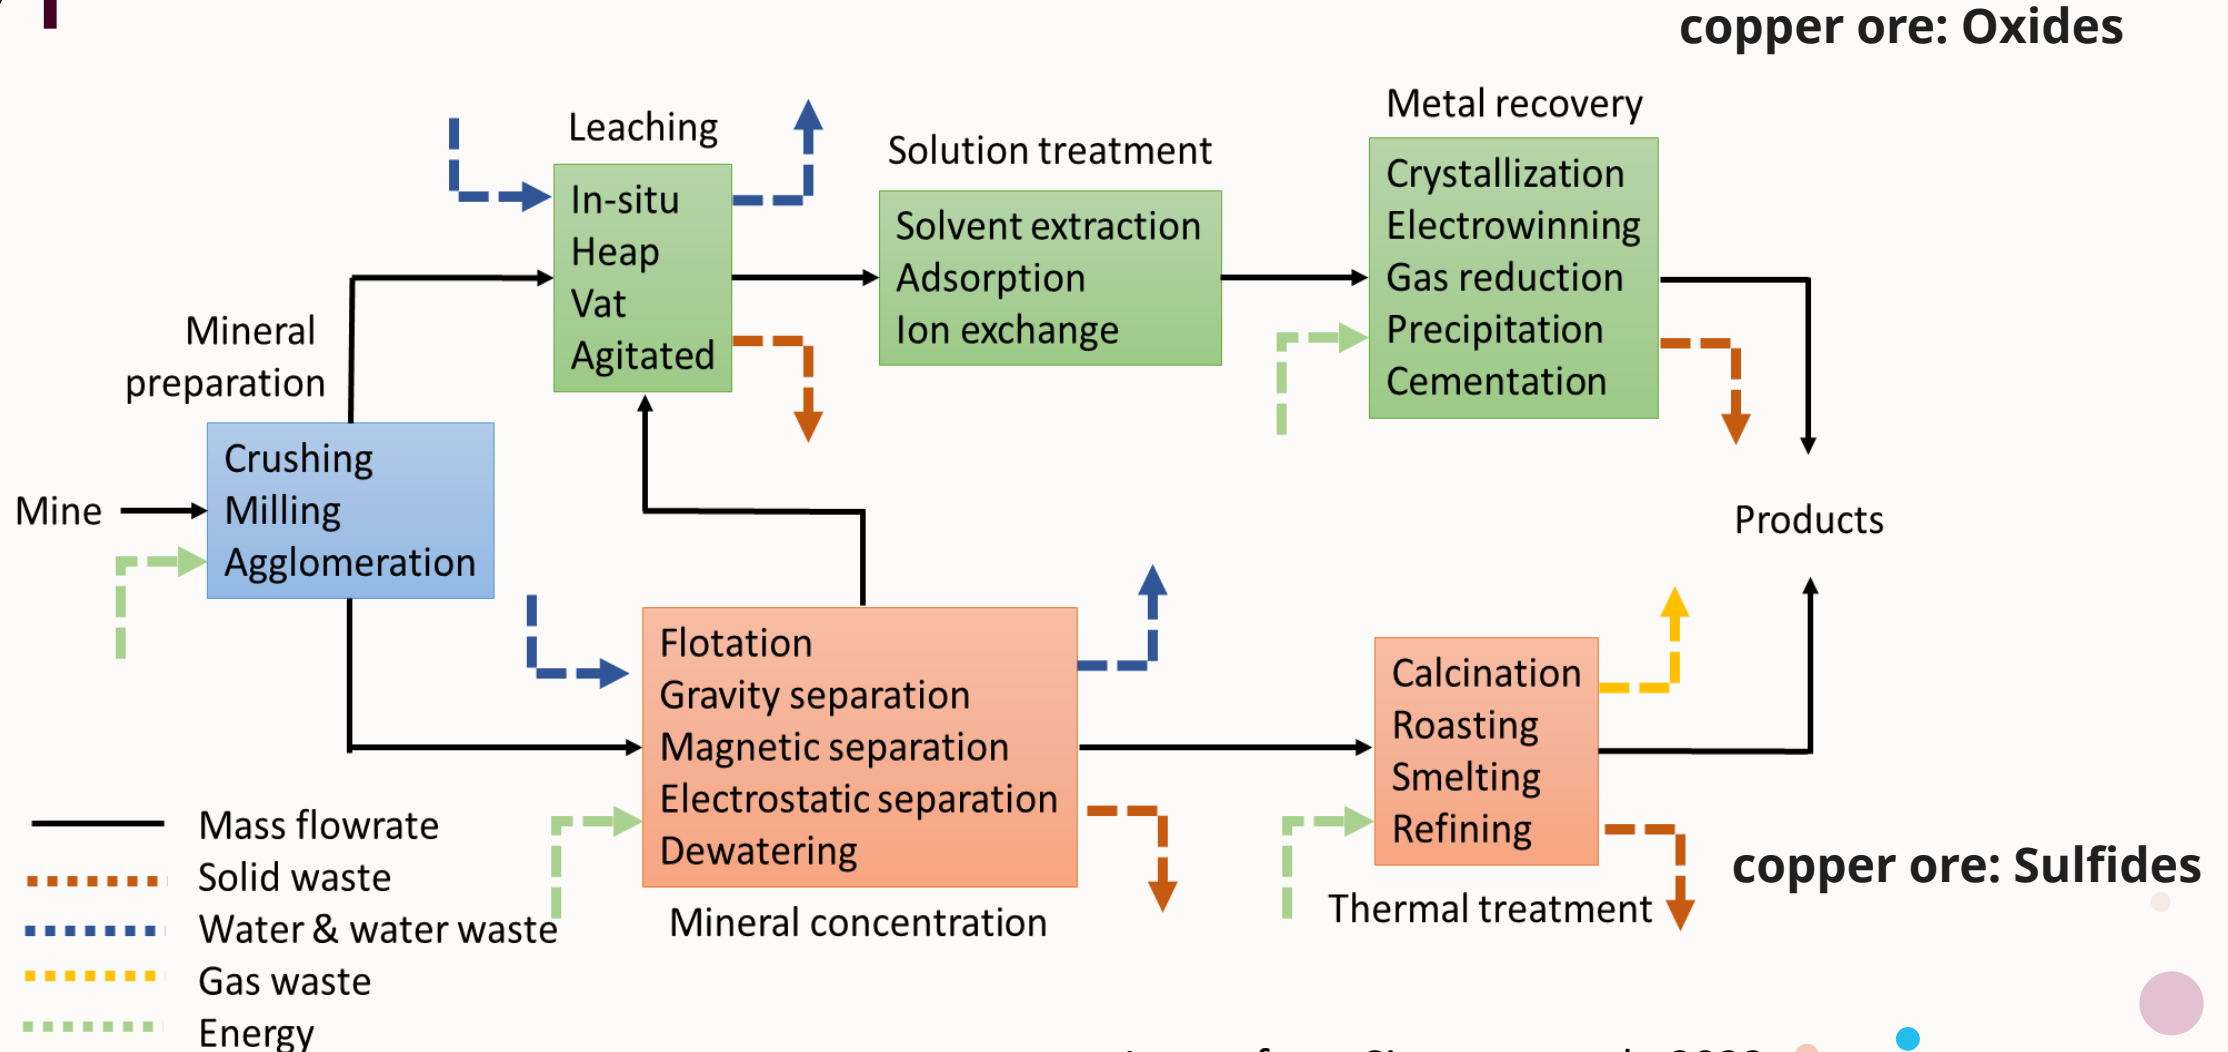 copper ore: Oxides
Metal recovery
Leaching
Solution treatment
Crystallization
Electrowinning
Gas reduction
Precipitation
Cementation
In-situ
Heap
Vat
Agitated
Solvent extraction
Adsorption
Ion exchange
Mineral
preparation
Crushing
Milling
Agglomeration
Mine
Products
Flotation
Gravity separation
Magnetic separation
Electrostatic separation
Dewatering
Mineral concentration
Calcination
Roasting
Smelting
Refining
Thermal treatment
copper ore: Sulfides
Mass flowrate
Solid waste
Water & water waste
Gas waste
Energy